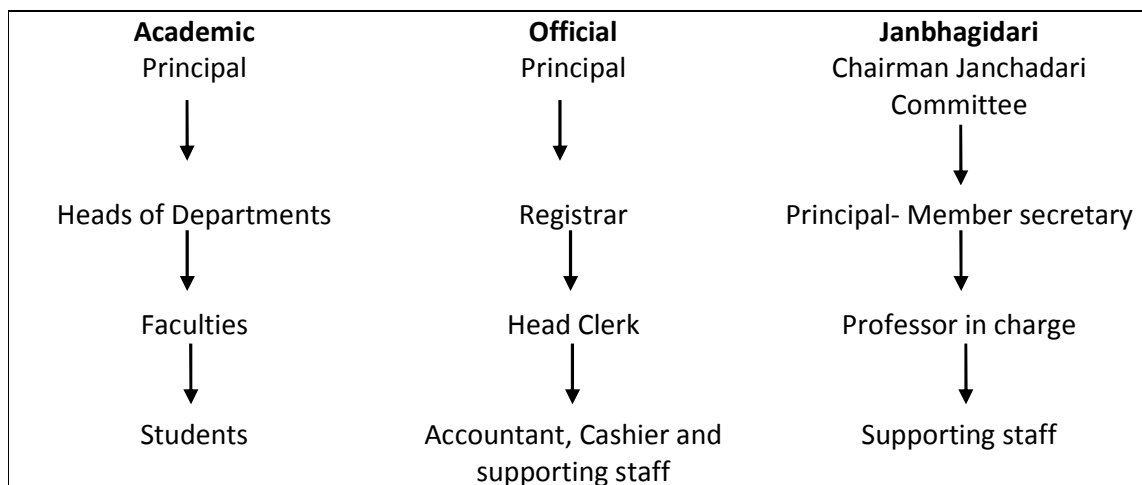 Academic
Principal
Heads of Departments
Faculties
Students
Official
Principal
Registrar
Head Clerk
Accountant, Cashier and
supporting staff
Janbhagidari
Chairman Janchadari
Committee
Principal- Member secretary
Professor in charge
Supporting staff